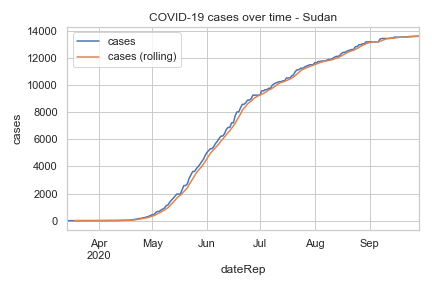 COVID-19 cases over time - Sudan
cases
cases (rolling)
14000
12000
10000
8000
6000
4000
2000
0
cases
Apr
2020
May
Jun
Jul
Aug
Sep
dateRep